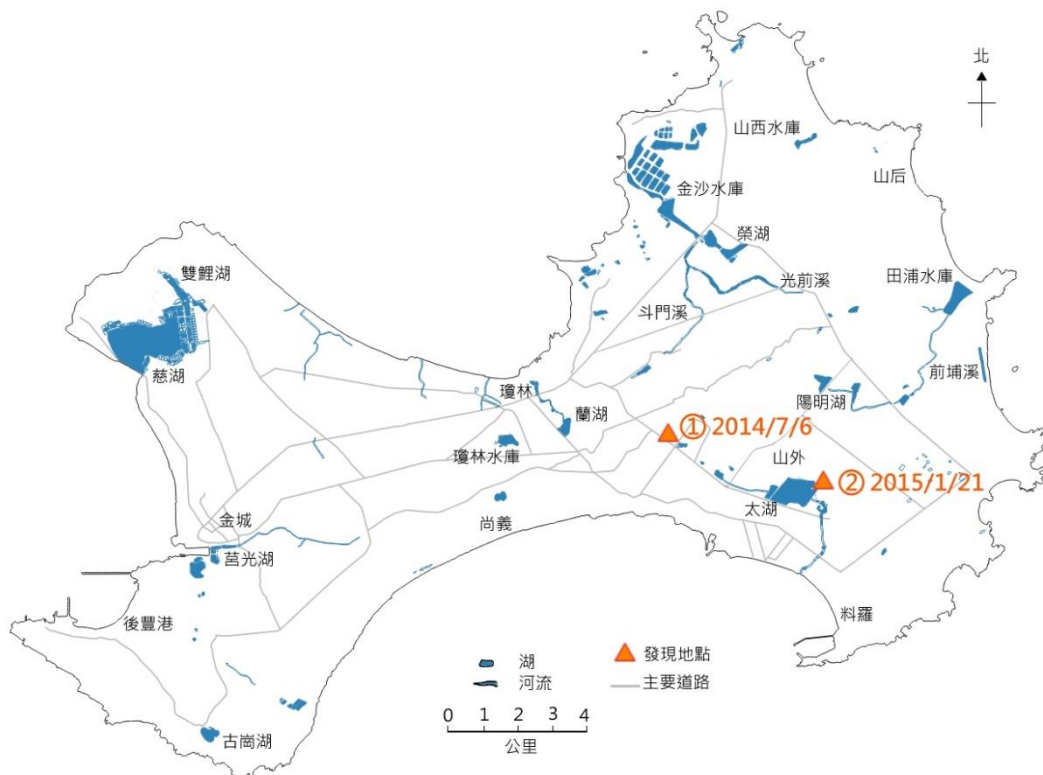 北
山西水庫
山后
金沙水庫
榮湖
雙鯉湖
光前溪
田浦水庫
斗門溪
慈湖
前埔溪
瓊林
陽明湖
蘭湖
① 2014/7/6
瓊林水庫
山外
② 2015/1/21
太湖
金城
尚義
莒光湖
料羅
後豐港
湖
發現地點
河流
主要道路
0 1 2 3 4
公里
古崗湖